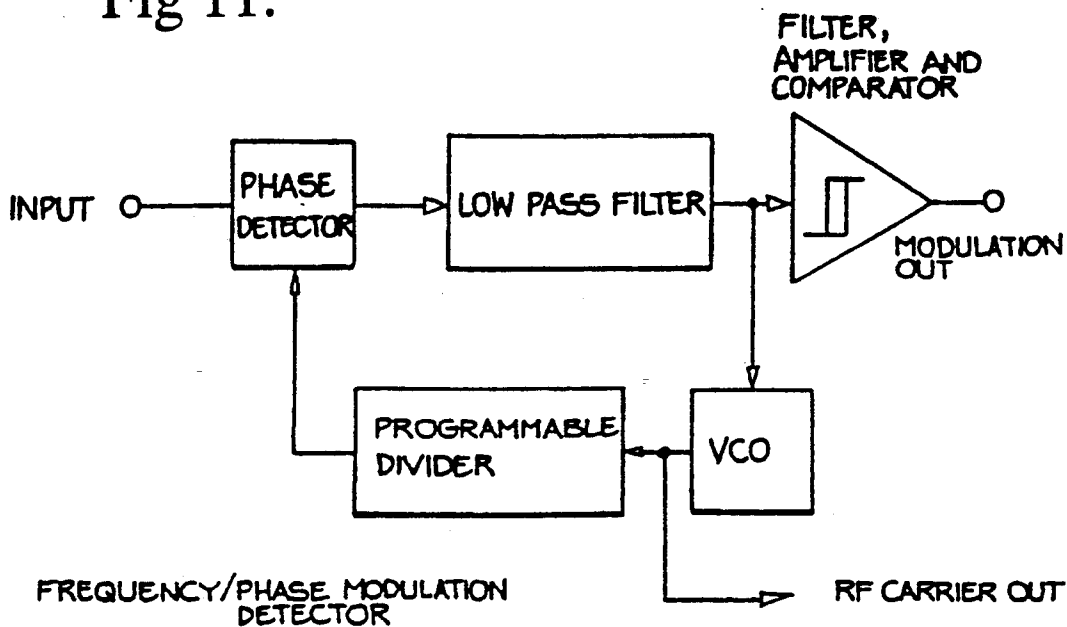 Fig 11.
FILTER,
AMPLIFIER AND
COMPARATOR
INPUT
PHASE
DETECTOR
LOW PASS FILTER
MODULATION
OUT
PROGRAMMABLE
DIVIDER
VCO
FREQUENCY/PHASE MODULATION
DETECTOR
RF CARRIER OUT